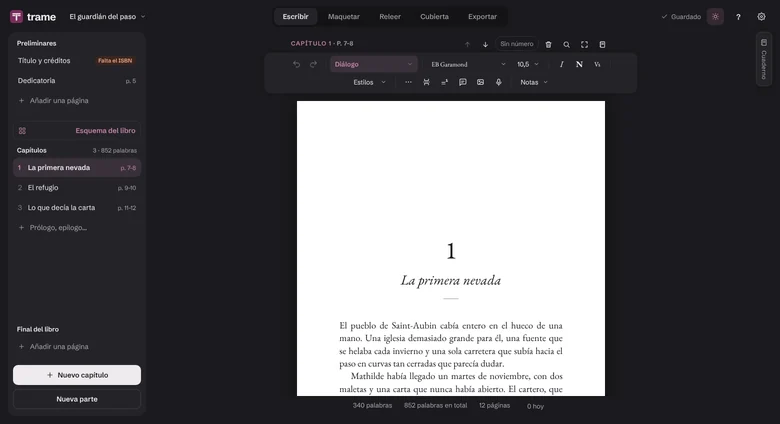 trame
El guardián del paso
Escribir
Maquetar
Releer
Cubierta
Exportar
Guardado
?
Preliminares
Título y créditos
Falta el ISBN
Dedicatoria
p. 5
+ Añadir una página
Esquema del libro
Capítulos
3 · 852 palabras
1 La primera nevada
p. 7-8
2 El refugio
p. 9-10
3 Lo que decía la carta
p. 11-12
+ Prólogo, epílogo...
Final del libro
+ Añadir una página
+ Nuevo capítulo
Nueva parte
CAPÍTULO 1 · P. 7-8
Sin número
Diálogo
EB Garamond
10,5
I
N
Vs
Estilos
Notas
1
La primera nevada
El pueblo de Saint-Aubin cabía entero en el hueco de una
mano. Una iglesia demasiado grande para él, una fuente que
se helaba cada invierno y una sola carretera que subía hacia el
paso en curvas tan cerradas que parecía dudar.
Mathilde había llegado un martes de noviembre, con dos
maletas y una carta que nunca había abierto. El cartero, que
340 palabras
852 palabras en total
12 páginas
0 hoy
Cuaderno